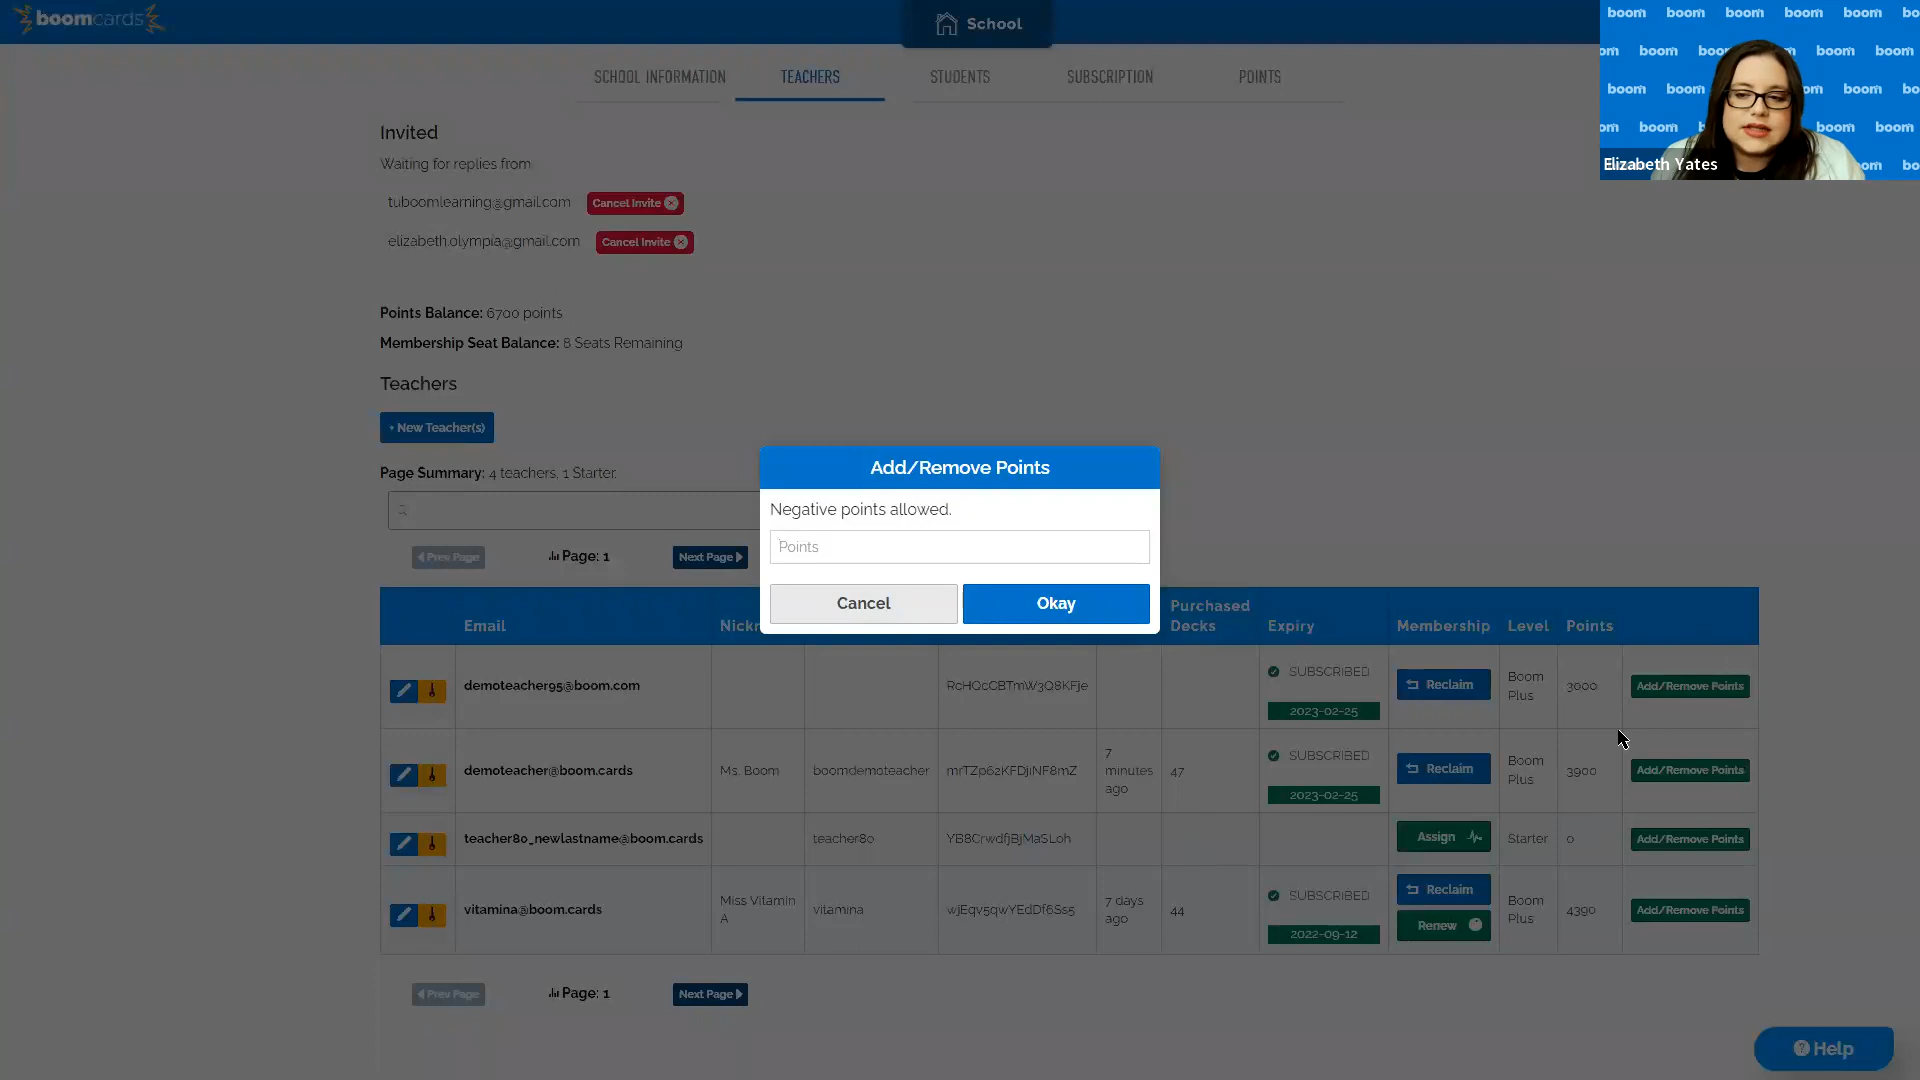 boomcards
School
SCHOOL INFORMATION
TEACHERS
STUDENTS
SUBSCRIPTION
POINTS
boom boom boom boom boom bo
om boom boom boom boom
boom boom
om boom boom boom
Elizabeth Yates
Invited
Waiting for replies from
tuboomlearning@gmail.com Cancel Invite
elizabeth.olympia@gmail.com Cancel Invite
Points Balance: 6700 points
Membership Seat Balance: 8 Seats Remaining
Teachers
+ New Teacher(s)
Page Summary: 4 teachers, 1 Starter.
Prev Page Page: 1 Next Page
Add/Remove Points
Negative points allowed.
Points
Cancel Okay
Email Nickn Purchased Decks Expiry Membership Level Points
demoteacher95@boom.com SUBSCRIBED 2023-02-25 Reclaim Boom Plus 3000 Add/Remove Points
demoteacher@boom.cards Ms. Boom boomdemoteacher mrTZp62KFDjiNF8mZ 7 minutes ago 47 SUBSCRIBED 2023-02-25 Reclaim Boom Plus 3900 Add/Remove Points
teacher80_newlastname@boom.cards teacher80 YB8CrwdfjBjMaSLoh Assign Starter 0 Add/Remove Points
vitamina@boom.cards Miss Vitamin A vitamina wjEqv5qwYEdDf6Ss5 7 days ago 44 SUBSCRIBED 2022-09-12 Reclaim Renew Boom Plus 4390 Add/Remove Points
Prev Page Page: 1 Next Page
Help